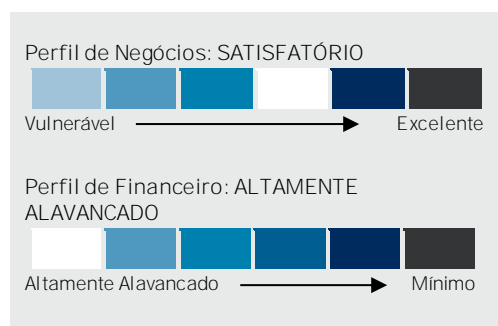 Perfil de Negócios: SATISFATÓRIO
Vulnerável Excelente
Perfil de Financeiro: ALTAMENTE
ALAVANCADO
Altamente Alavancado Mínimo